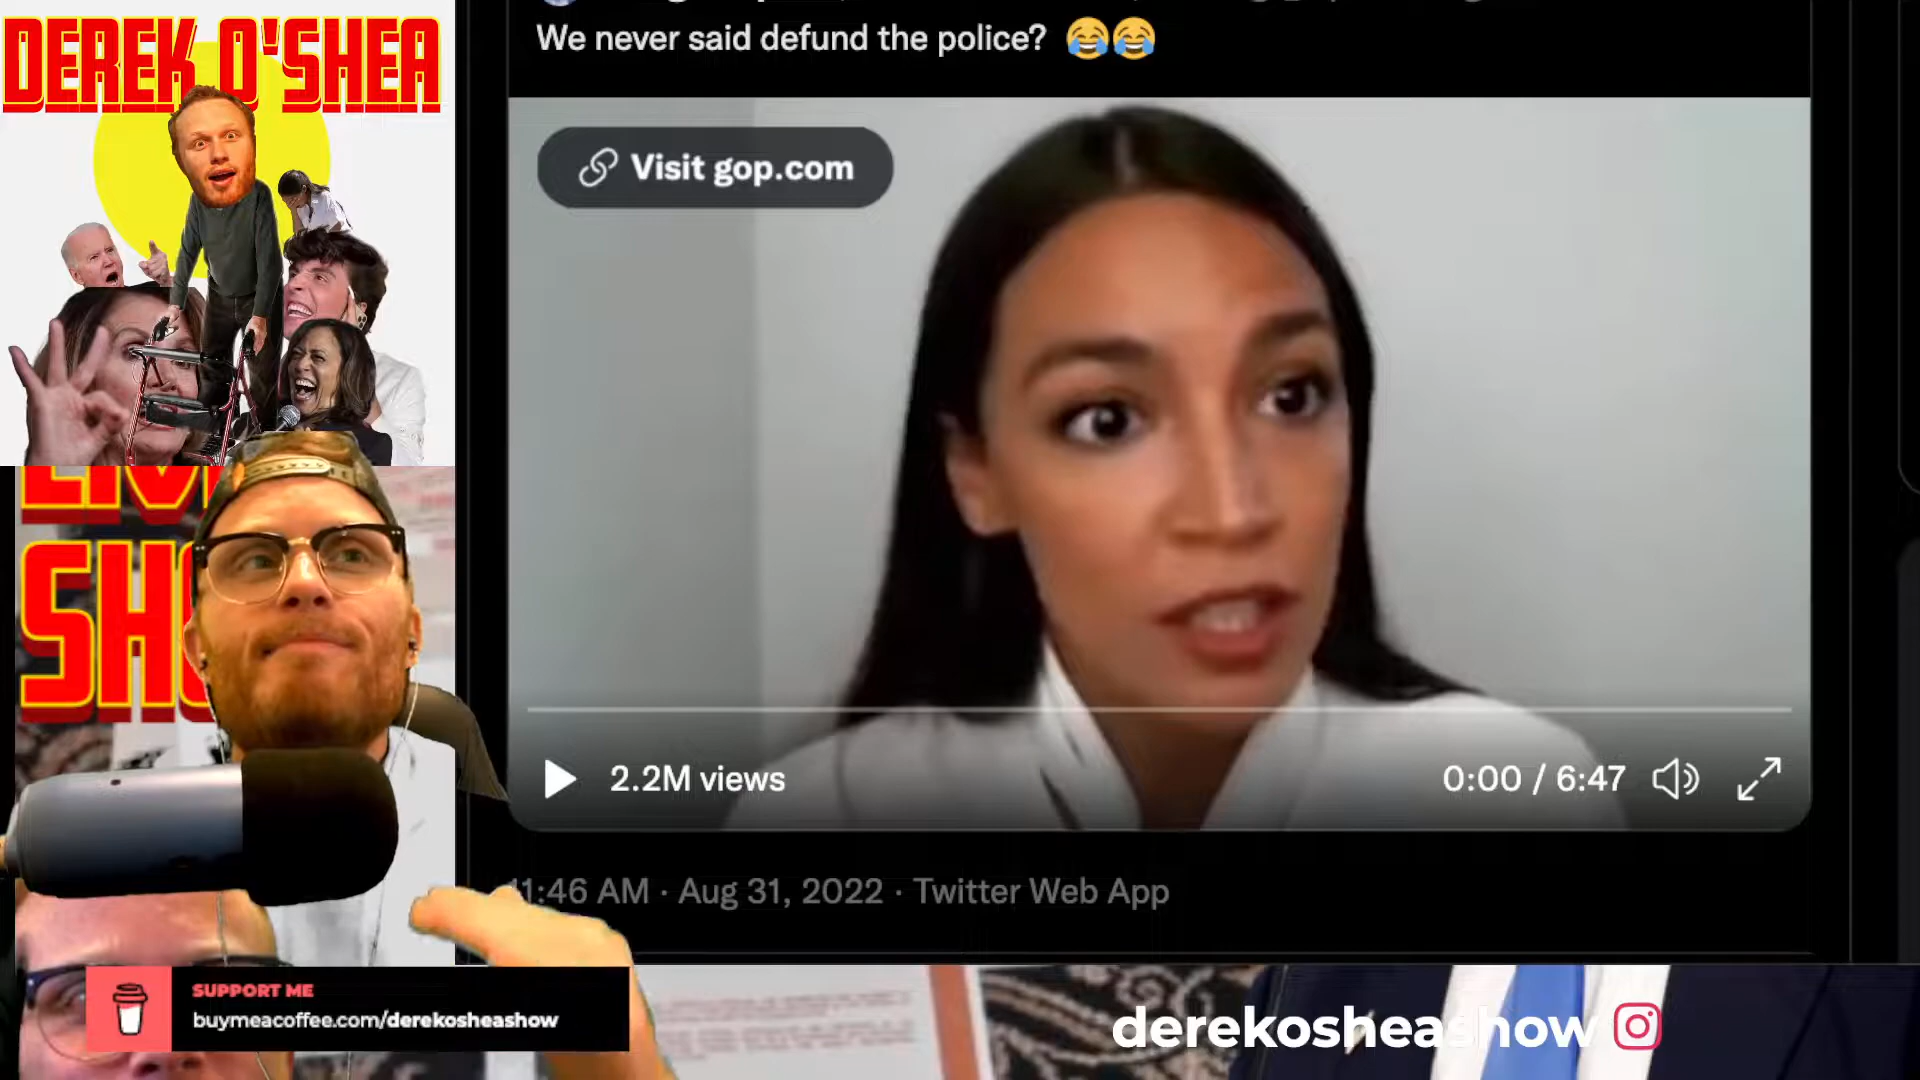 DEREK O'SHEA
We never said defund the police? 😂😂
Visit gop.com
2.2M views
0:00 / 6:47
11:46 AM · Aug 31, 2022 · Twitter Web App
SUPPORT ME
buymeacoffee.com/derekosheashow
derekosheashow